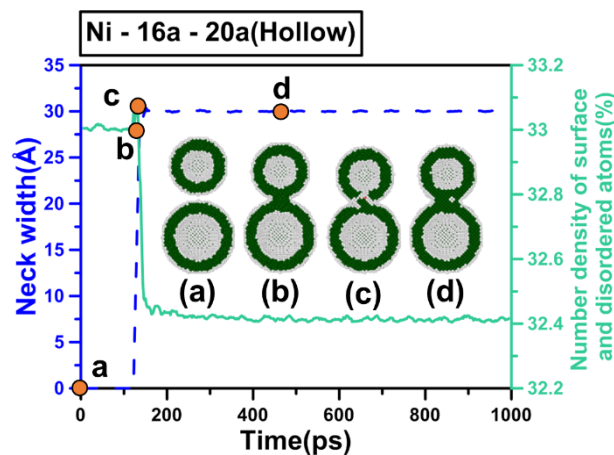 Ni - 16a - 20a(Hollow)
35
30
25
20
15
10
5
0
Neck width(Å)
33.2
33.0
32.8
32.6
32.4
32.2
Number density of surface
and disordered atoms(%)
c
b
d
a
(a) (b) (c) (d)
0 200 400 600 800 1000
Time(ps)